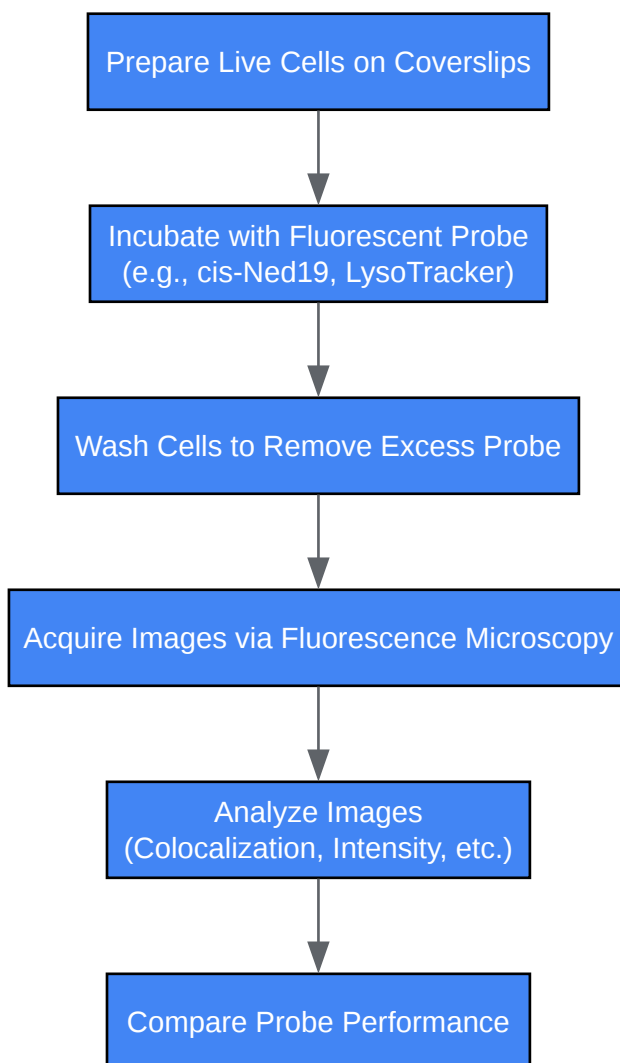 Prepare Live Cells on Coverslips
Incubate with Fluorescent Probe
(e.g., cis-Ned19, LysoTracker)
Wash Cells to Remove Excess Probe
Acquire Images via Fluorescence Microscopy
Analyze Images
(Colocalization, Intensity, etc.)
Compare Probe Performance